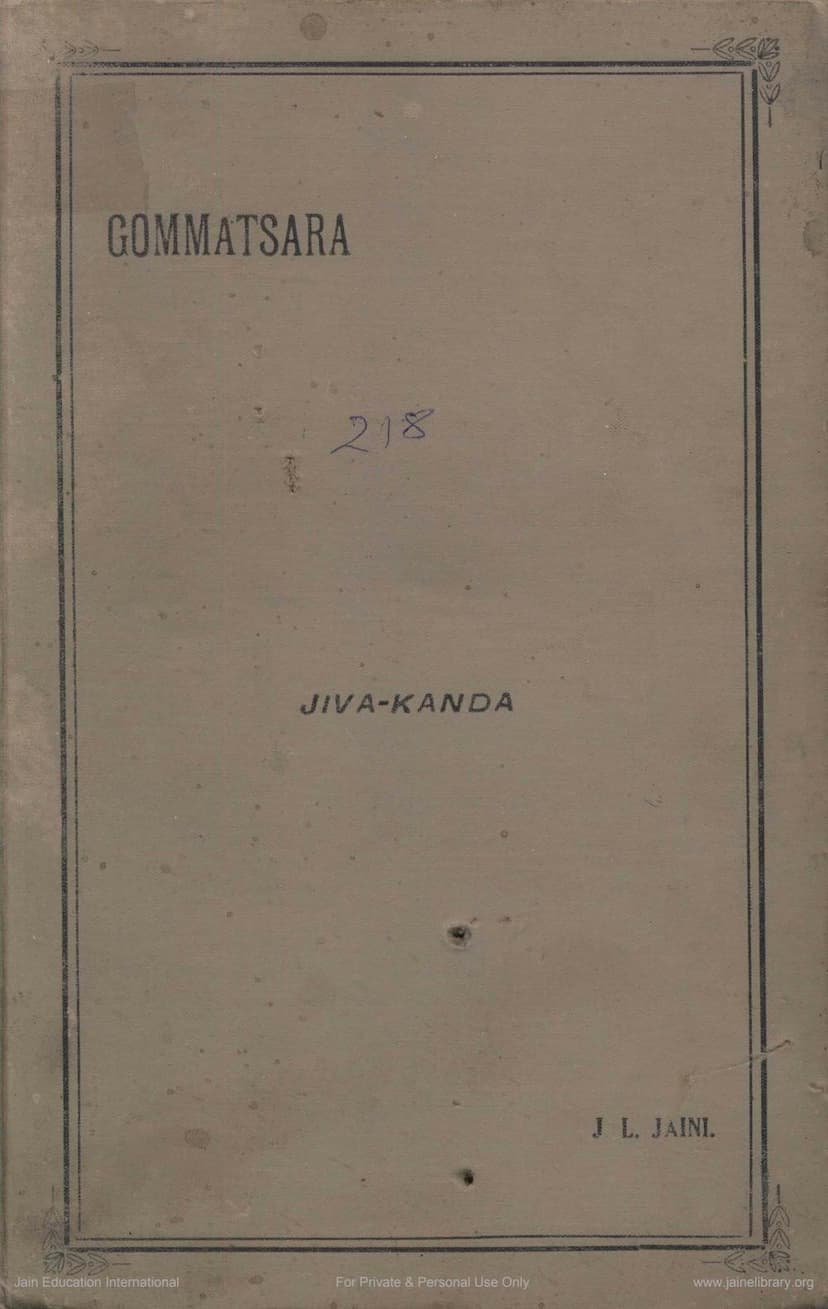 GOMMATSARA
218
JIVA-KANDA
J L. JAINI.
Jain Education International
For Private & Personal Use Only
www.jainelibrary.org